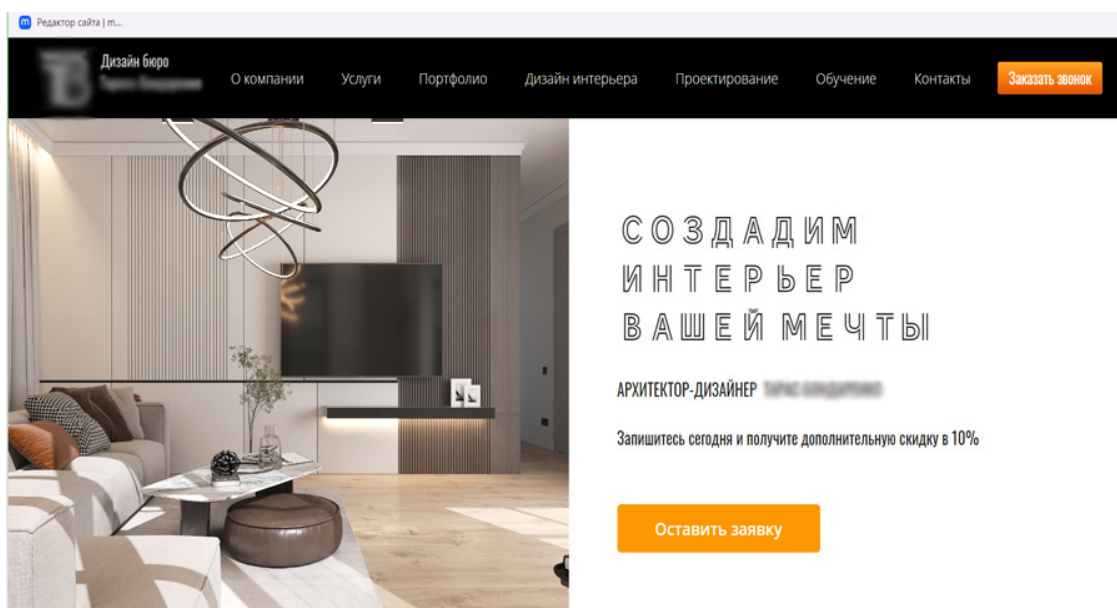 Редактор сайта | m...
Дизайн бюро
О компании Услуги Портфолио Дизайн интерьера Проектирование Обучение Контакты Заказать звонок
СОЗДАДИМ
ИНТЕРЬЕР
ВАШЕЙ МЕЧТЫ
АРХИТЕКТОР-ДИЗАЙНЕР
Запишитесь сегодня и получите дополнительную скидку в 10%
Оставить заявку